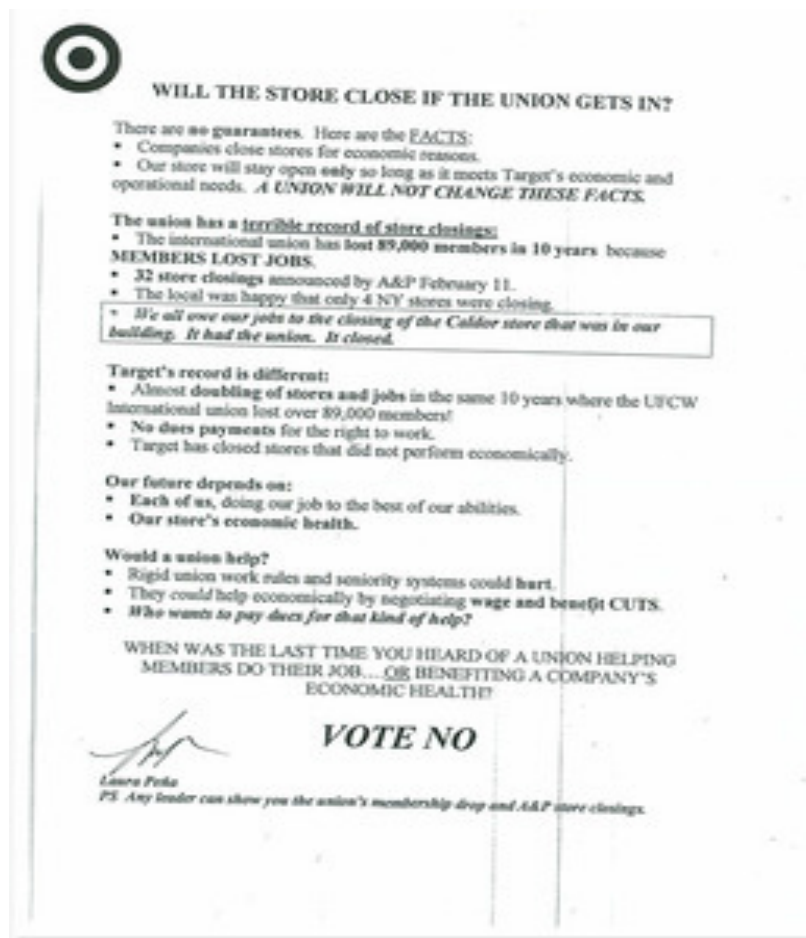 WILL THE STORE CLOSE IF THE UNION GETS IN?
There are no guarantees. Here are the FACTS:
• Companies close stores for economic reasons.
• Our store will stay open only so long as it meets Target's economic and
operational needs. A UNION WILL NOT CHANGE THESE FACTS.
The union has a terrible record of store closings:
• The international union has lost 89,000 members in 10 years because
MEMBERS LOST JOBS.
• 32 store closings announced by A&P February 11.
• The local was happy that only 4 NY stores were closing.
• We all owe our jobs to the closing of the Caldor store that was in our
building. It had the union. It closed.
Target's record is different:
• Almost doubling of stores and jobs in the same 10 years where the UFCW
International union lost over 89,000 members!
• No dues payments for the right to work.
• Target has closed stores that did not perform economically.
Our future depends on:
• Each of us, doing our job to the best of our abilities.
• Our store's economic health.
Would a union help?
• Rigid union work rules and seniority systems could hurt.
• They could help economically by negotiating wage and benefit CUTS.
• Who wants to pay dues for that kind of help?
WHEN WAS THE LAST TIME YOU HEARD OF A UNION HELPING
MEMBERS DO THEIR JOB....OR BENEFITING A COMPANY'S
ECONOMIC HEALTH?
VOTE NO
Laura Peña
PS. Any leader can show you the union's membership drop and A&P store closings.